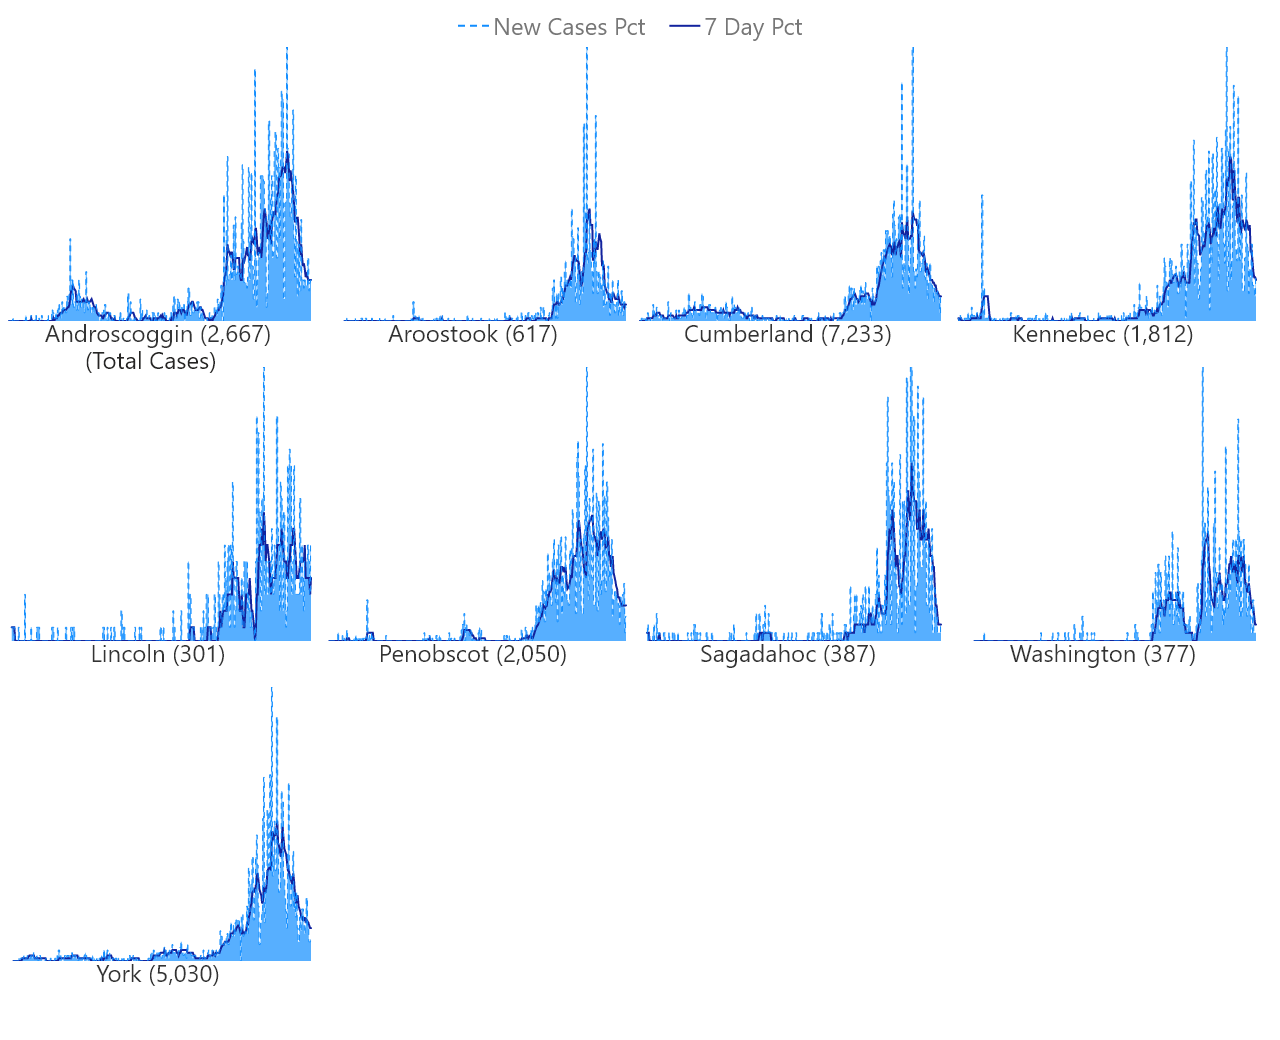 New Cases Pct 7 Day Pct
Androscoggin (2,667) Aroostook (617) Cumberland (7,233) Kennebec (1,812)
(Total Cases)
Lincoln (301) Penobscot (2,050) Sagadahoc (387) Washington (377)
York (5,030)